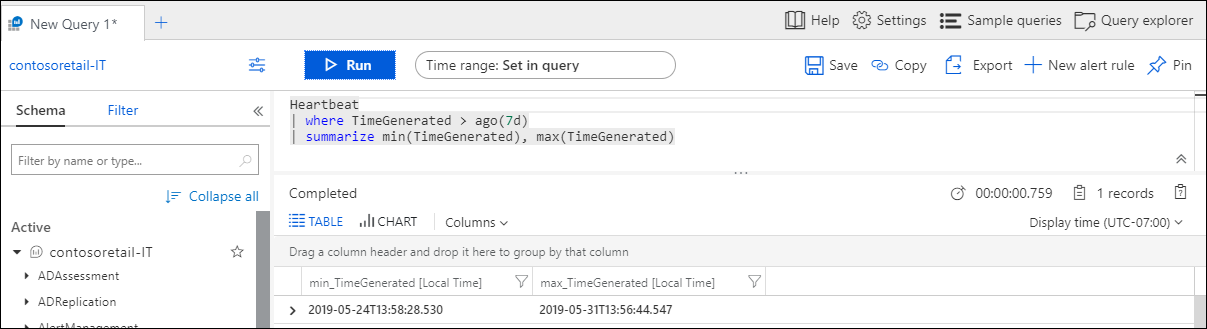 New Query 1*
+
Help
Settings
Sample queries
Query explorer
contosoretail-IT
Run
Time range: Set in query
Save
Copy
Export
New alert rule
Pin
Schema
Filter
Filter by name or type...
Collapse all
Active
contosoretail-IT
ADAssessment
ADReplication
AlertManagement
Heartbeat
| where TimeGenerated > ago(7d)
| summarize min(TimeGenerated), max(TimeGenerated)
Completed
00:00:00.759
1 records
TABLE
CHART
Columns
Display time (UTC-07:00)
Drag a column header and drop it here to group by that column
min_TimeGenerated [Local Time]
max_TimeGenerated [Local Time]
2019-05-24T13:58:28.530
2019-05-31T13:56:44.547